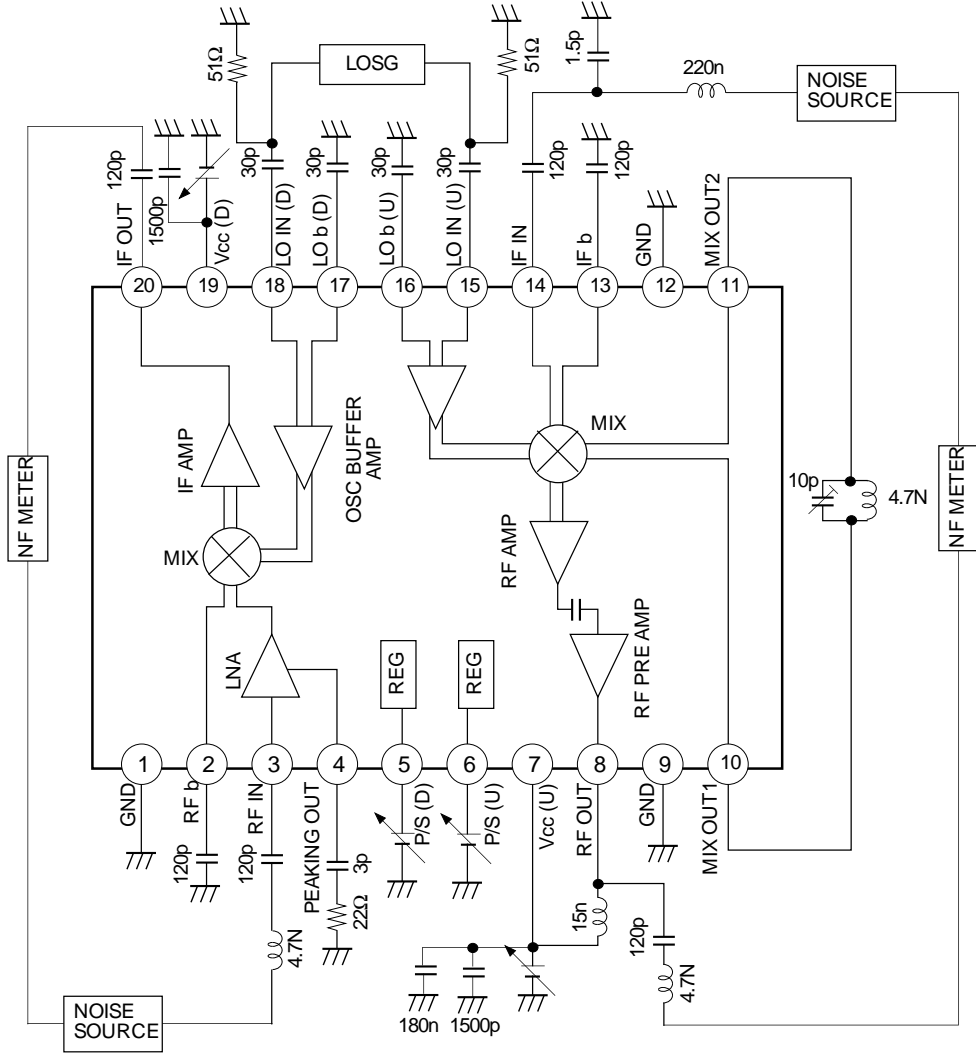 51Ω
LOSG
51Ω
1.5p
220n
NOISE
SOURCE
120p
1500p
30p
30p
30p
30p
120p
120p
IF OUT
Vcc (D)
LO IN (D)
LO b (D)
LO b (U)
LO IN (U)
IF IN
IF b
GND
MIX OUT2
20
19
18
17
16
15
14
13
12
11
IF AMP
OSC BUFFER
AMP
MIX
MIX
NF METER
RF AMP
10p
4.7N
NF METER
LNA
REG
REG
RF PRE AMP
1
2
3
4
5
6
7
8
9
10
GND
RF b
RF IN
PEAKING OUT
P/S (D)
P/S (U)
Vcc (U)
RF OUT
GND
MIX OUT1
120p
120p
3p
22Ω
4.7N
15n
120p
4.7N
180n
1500p
NOISE
SOURCE